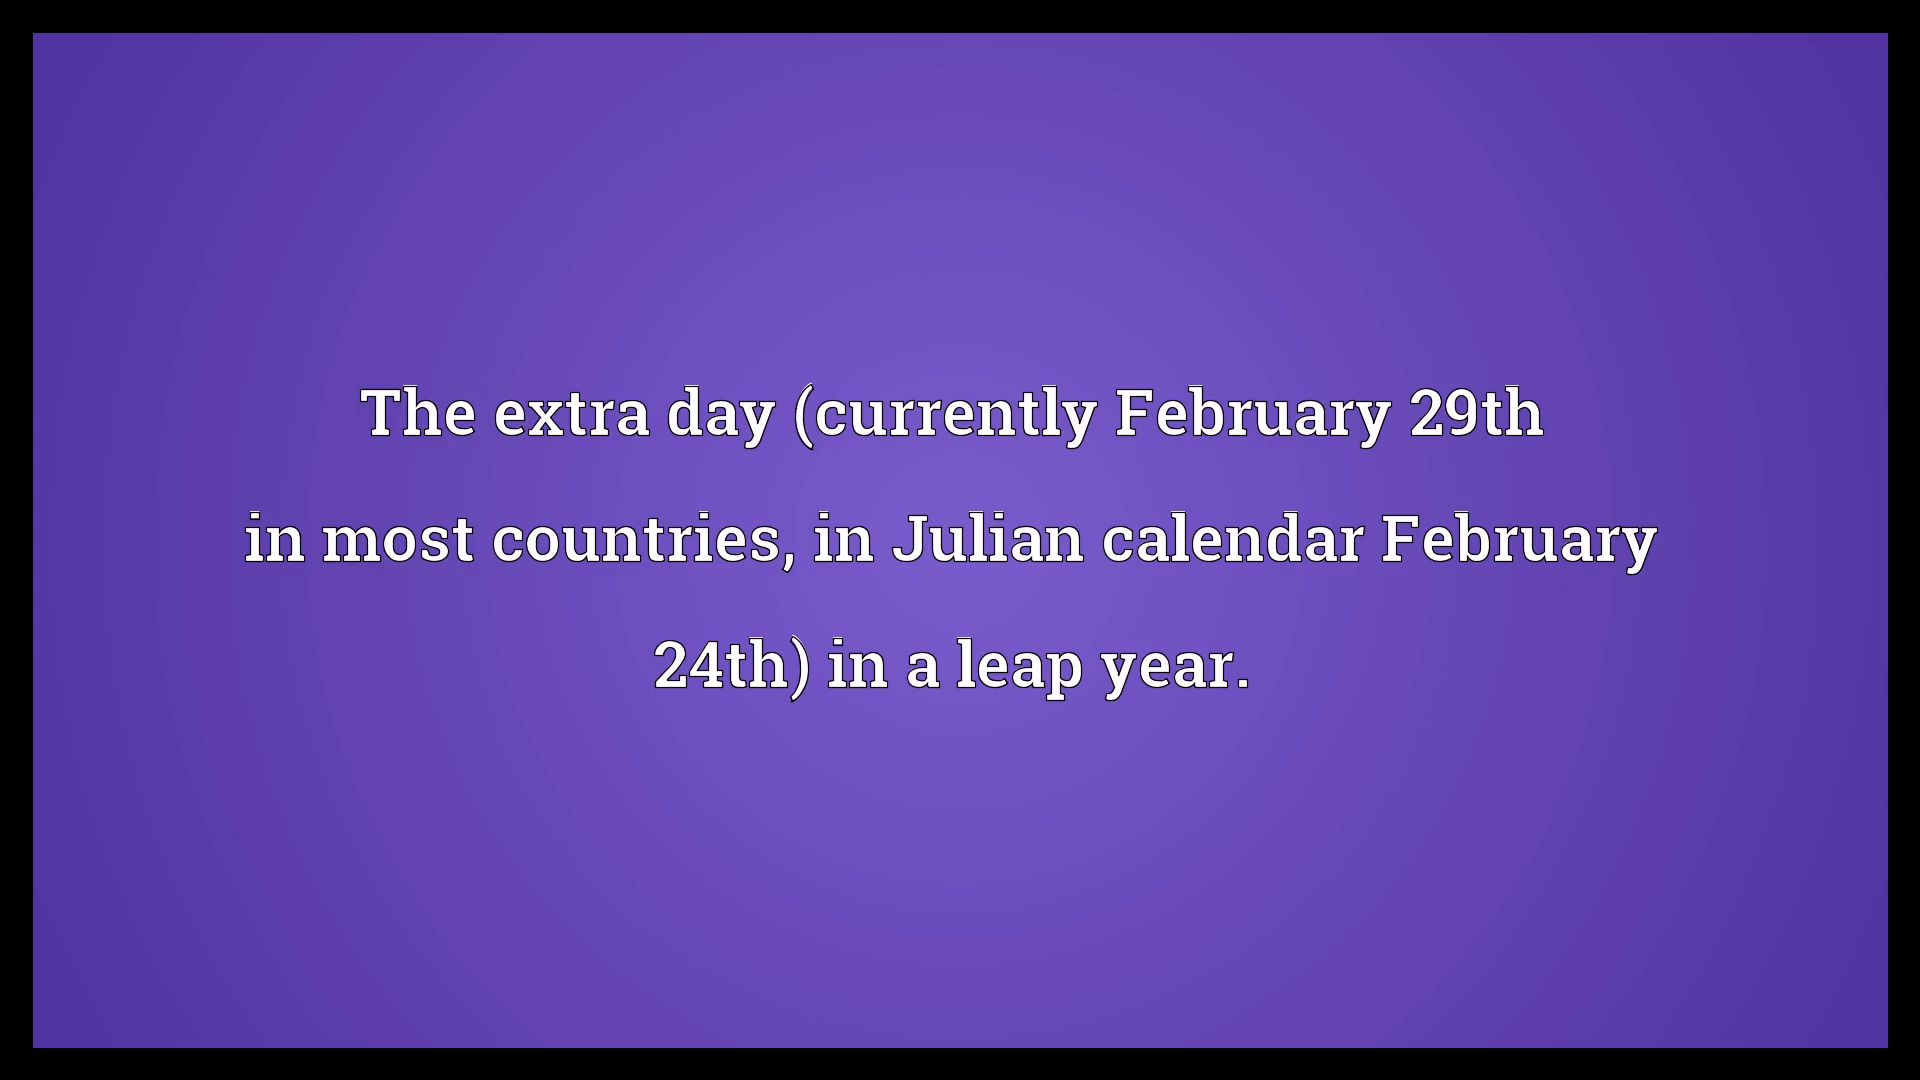 The extra day (currently February 29th
in most countries, in Julian calendar February
24th) in a leap year.